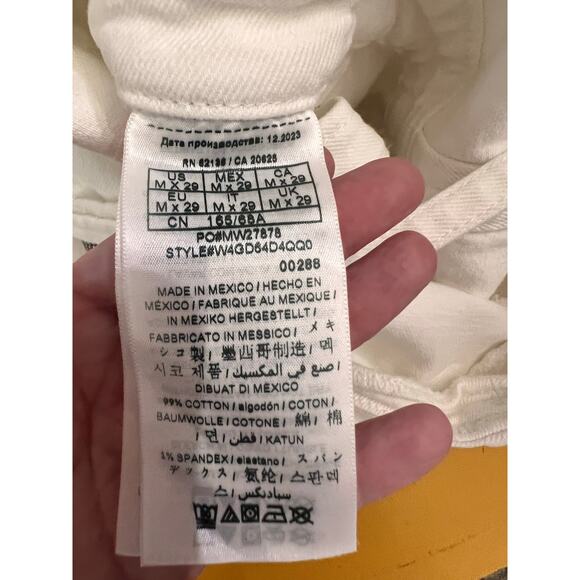 Дата производства: 12.2023
RN 62136 / CA 20625
US MEX CA
M X 29 M X 29 M X 29
EU IT UK
M X 29 M X 29 M X 29
CN 165/68A
PO#MW27878
STYLE#W4GD54D4QQ0
00288
MADE IN MEXICO / HECHO EN
MÉXICO / FABRIQUE AU MEXIQUE /
IN MEXIKO HERGESTELLT /
FABBRICATO IN MESSICO / メキ
シコ製 / 墨西哥制造 / 멕
시코 제품 / صنع في المكسيك /
DIBUAT DI MEXICO
99% COTTON / algodón / COTON /
BAUMWOLLE / COTONE / 綿 / 棉
/ 면 / قطن / KATUN
1% SPANDEX / elastano / スパン
デックス / 氨纶 / 스판덱
스 / سباندكس